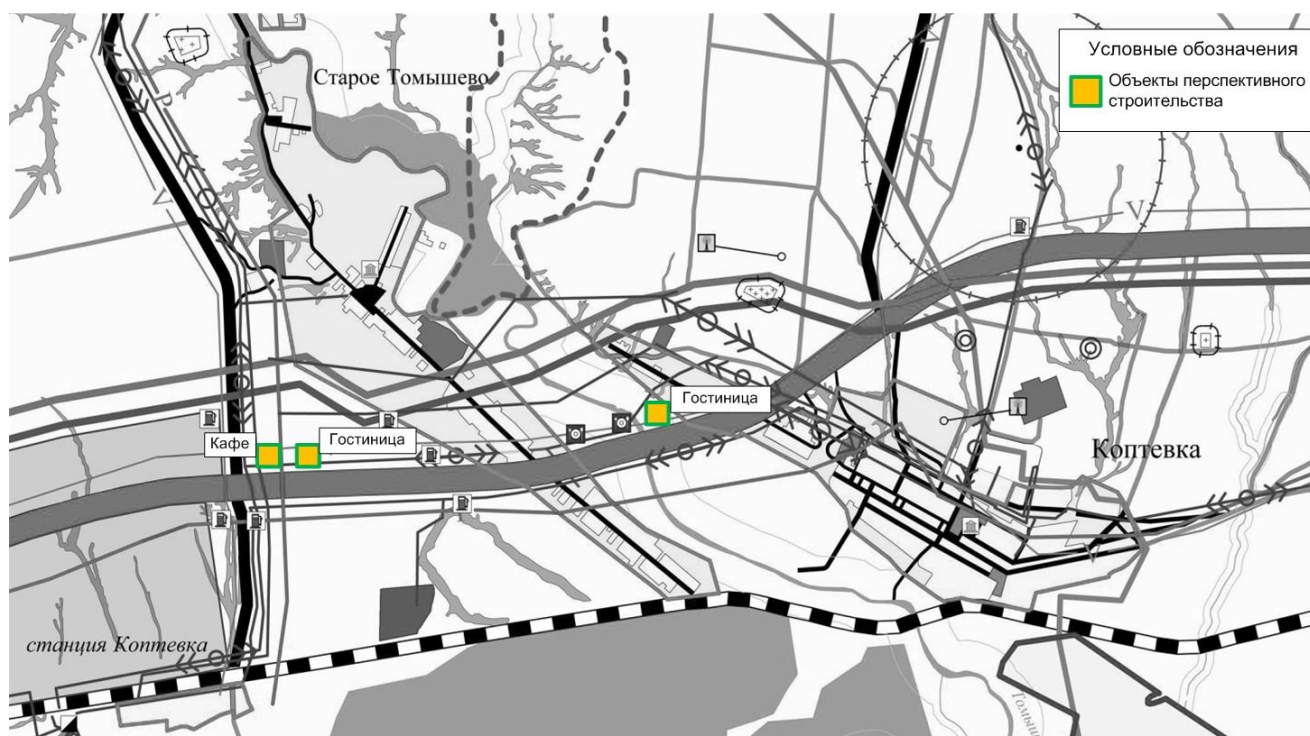 Условные обозначения
Объекты перспективного
строительства
Старое Томышево
V
Гостиница
Кафе
Гостиница
Коптевка
станция Коптевка